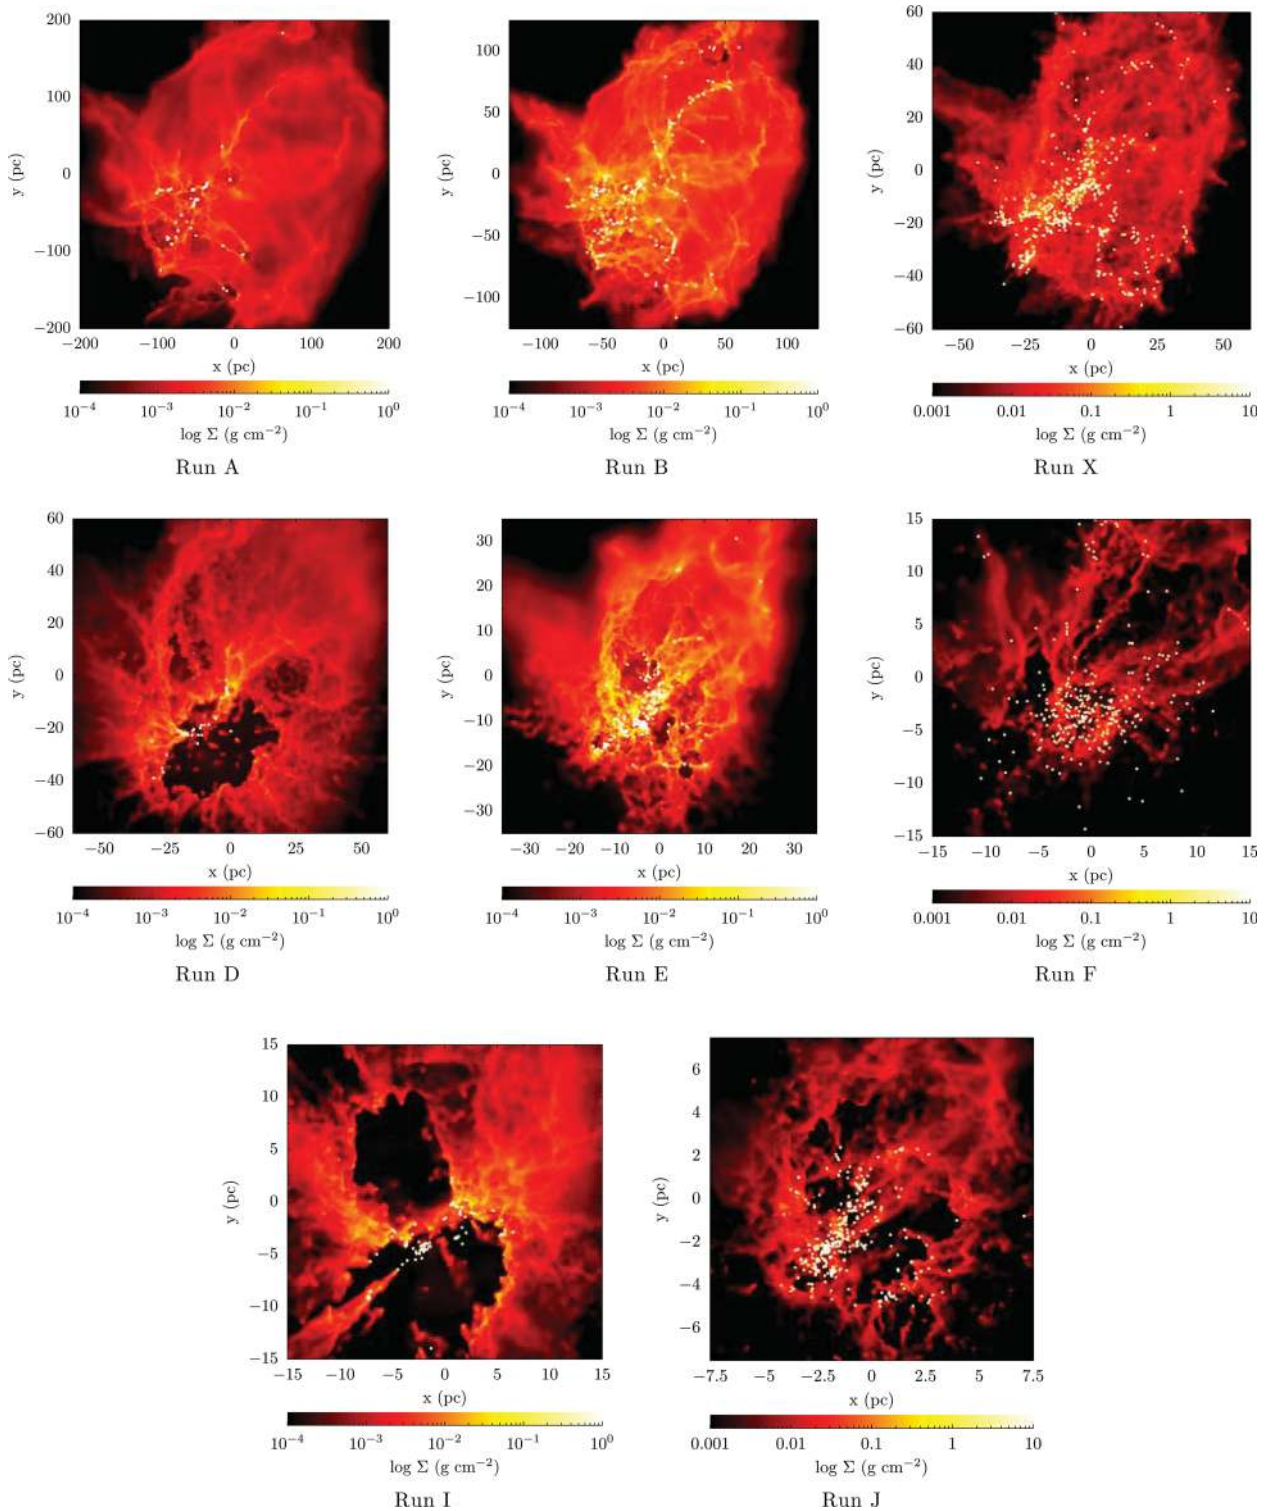 200
100
0
−100
−200
y (pc)
−200 −100 0 100 200
x (pc)
10⁻⁴ 10⁻³ 10⁻² 10⁻¹ 10⁰
log Σ (g cm⁻²)
Run A
100
50
0
−50
−100
y (pc)
−100 −50 0 50 100
x (pc)
10⁻⁴ 10⁻³ 10⁻² 10⁻¹ 10⁰
log Σ (g cm⁻²)
Run B
60
40
20
0
−20
−40
−60
y (pc)
−50 −25 0 25 50
x (pc)
0.001 0.01 0.1 1 10
log Σ (g cm⁻²)
Run X
60
40
20
0
−20
−40
−60
y (pc)
−50 −25 0 25 50
x (pc)
10⁻⁴ 10⁻³ 10⁻² 10⁻¹ 10⁰
log Σ (g cm⁻²)
Run D
30
20
10
0
−10
−20
−30
y (pc)
−30 −20 −10 0 10 20 30
x (pc)
10⁻⁴ 10⁻³ 10⁻² 10⁻¹ 10⁰
log Σ (g cm⁻²)
Run E
15
10
5
0
−5
−10
−15
y (pc)
−15 −10 −5 0 5 10 15
x (pc)
0.001 0.01 0.1 1 10
log Σ (g cm⁻²)
Run F
15
10
5
0
−5
−10
−15
y (pc)
−15 −10 −5 0 5 10 15
x (pc)
10⁻⁴ 10⁻³ 10⁻² 10⁻¹ 10⁰
log Σ (g cm⁻²)
Run I
6
4
2
0
−2
−4
−6
y (pc)
−7.5 −5 −2.5 0 2.5 5 7.5
x (pc)
0.001 0.01 0.1 1 10
log Σ (g cm⁻²)
Run J